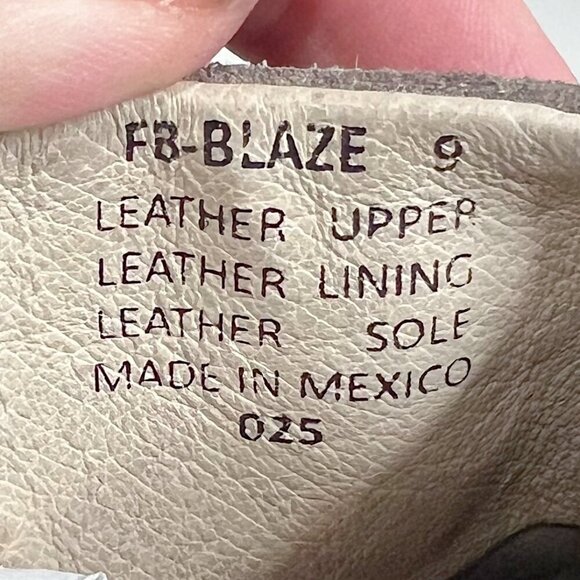 FB-BLAZE 9
LEATHER UPPER
LEATHER LINING
LEATHER SOLE
MADE IN MEXICO
025